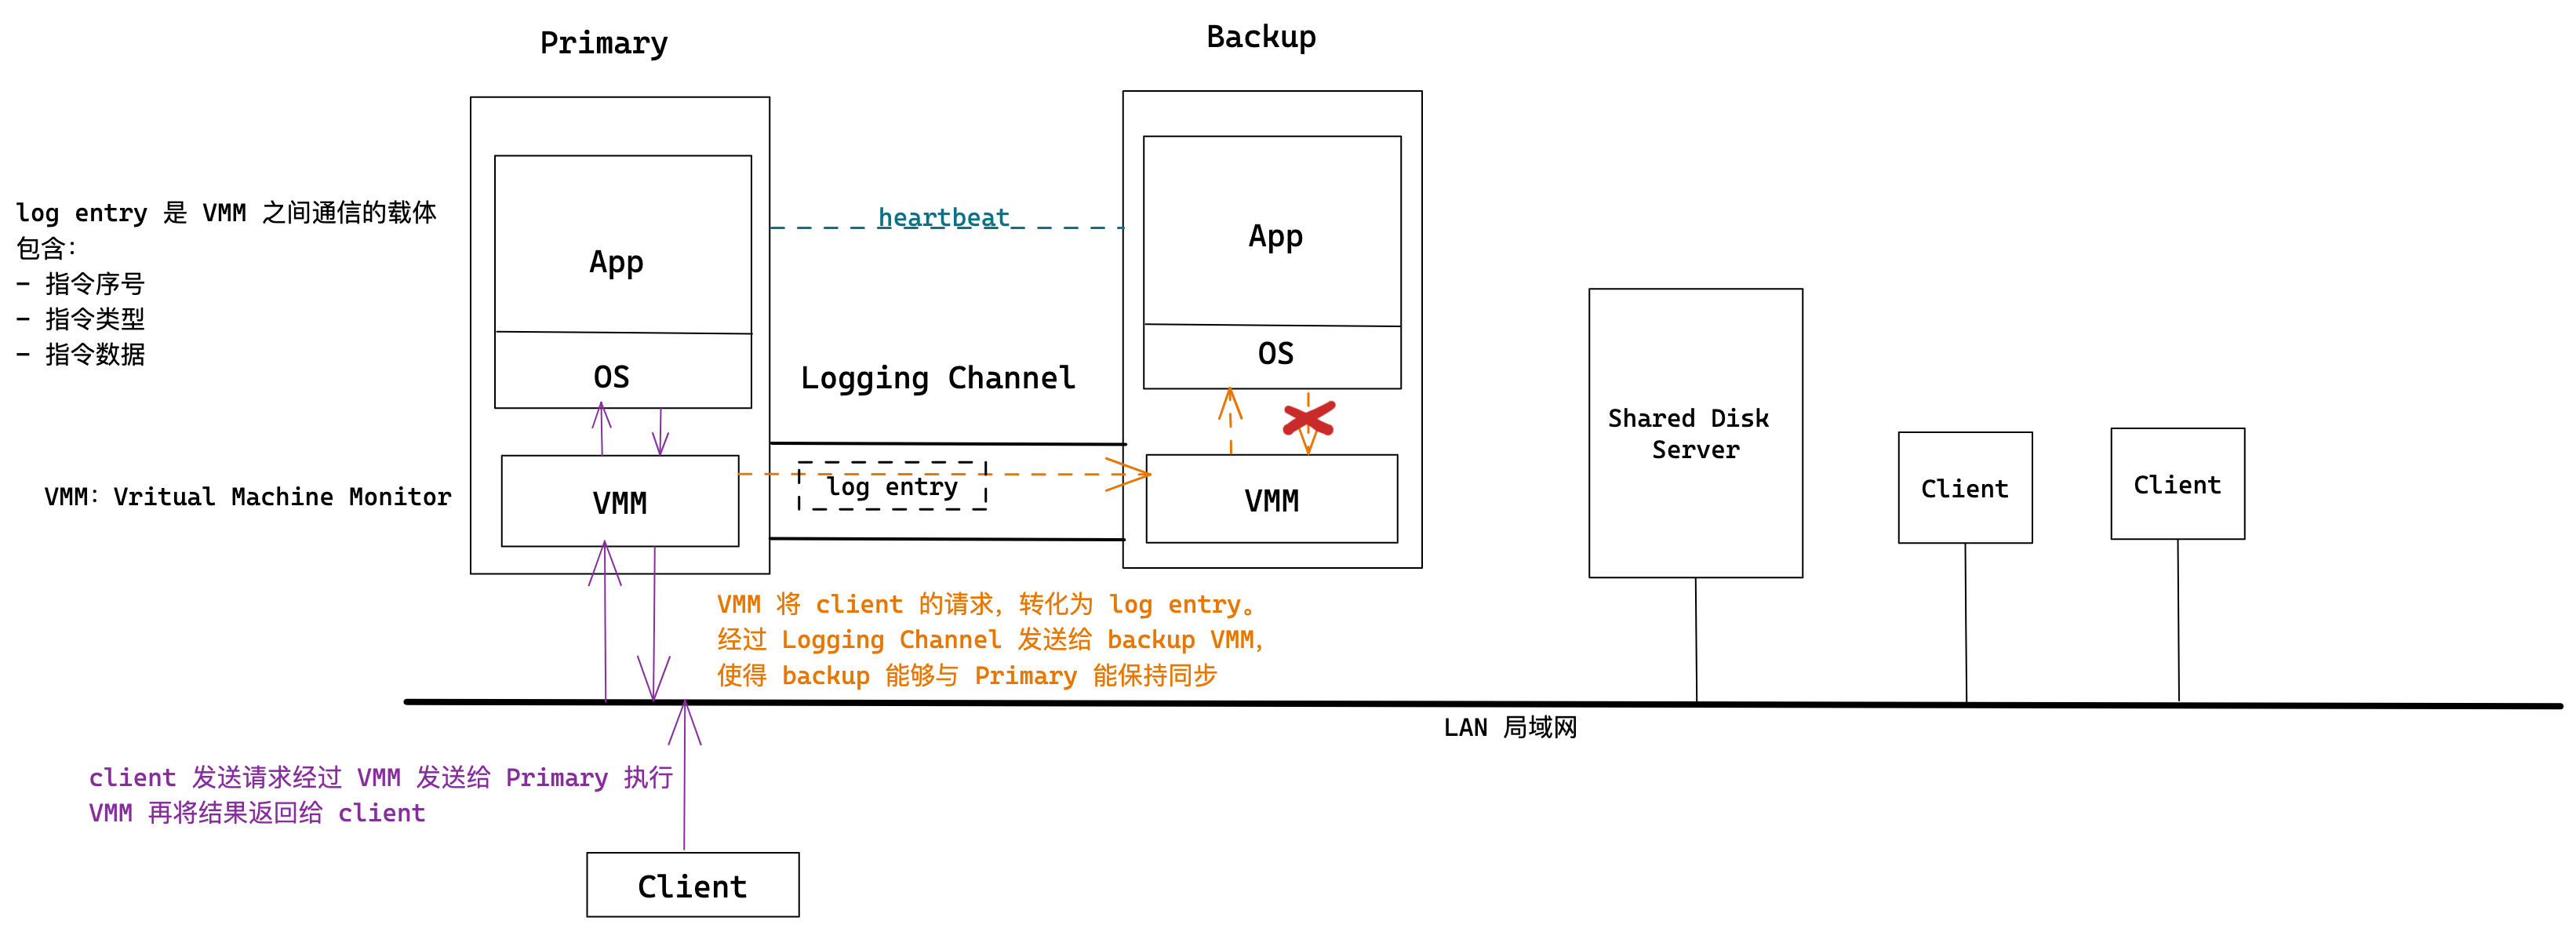 Primary
Backup
log entry 是 VMM 之间通信的载体
包含：
- 指令序号
- 指令类型
- 指令数据
heartbeat
App
App
OS
OS
Logging Channel
Shared Disk
Server
Client
Client
VMM：Vritual Machine Monitor
VMM
log entry
VMM
VMM 将 client 的请求，转化为 log entry。
经过 Logging Channel 发送给 backup VMM，
使得 backup 能够与 Primary 能保持同步
LAN 局域网
client 发送请求经过 VMM 发送给 Primary 执行
VMM 再将结果返回给 client
Client